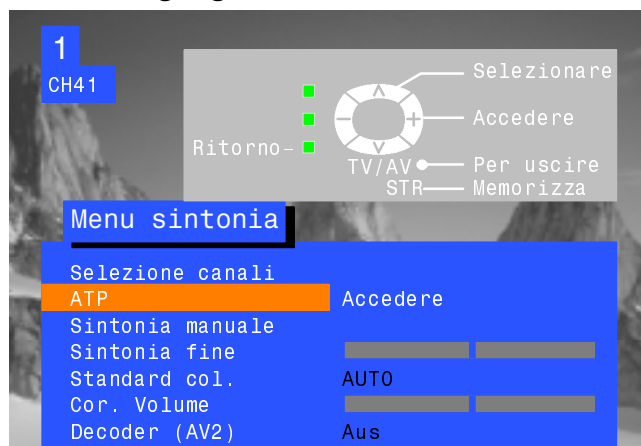 1
CH41
Selezionare
Accedere
Ritorno
TV/AV Per uscire
STR Memorizza
Menu sintonia
Selezione canali
ATP Accedere
Sintonia manuale
Sintonia fine
Standard col. AUTO
Cor. Volume
Decoder (AV2) Aus